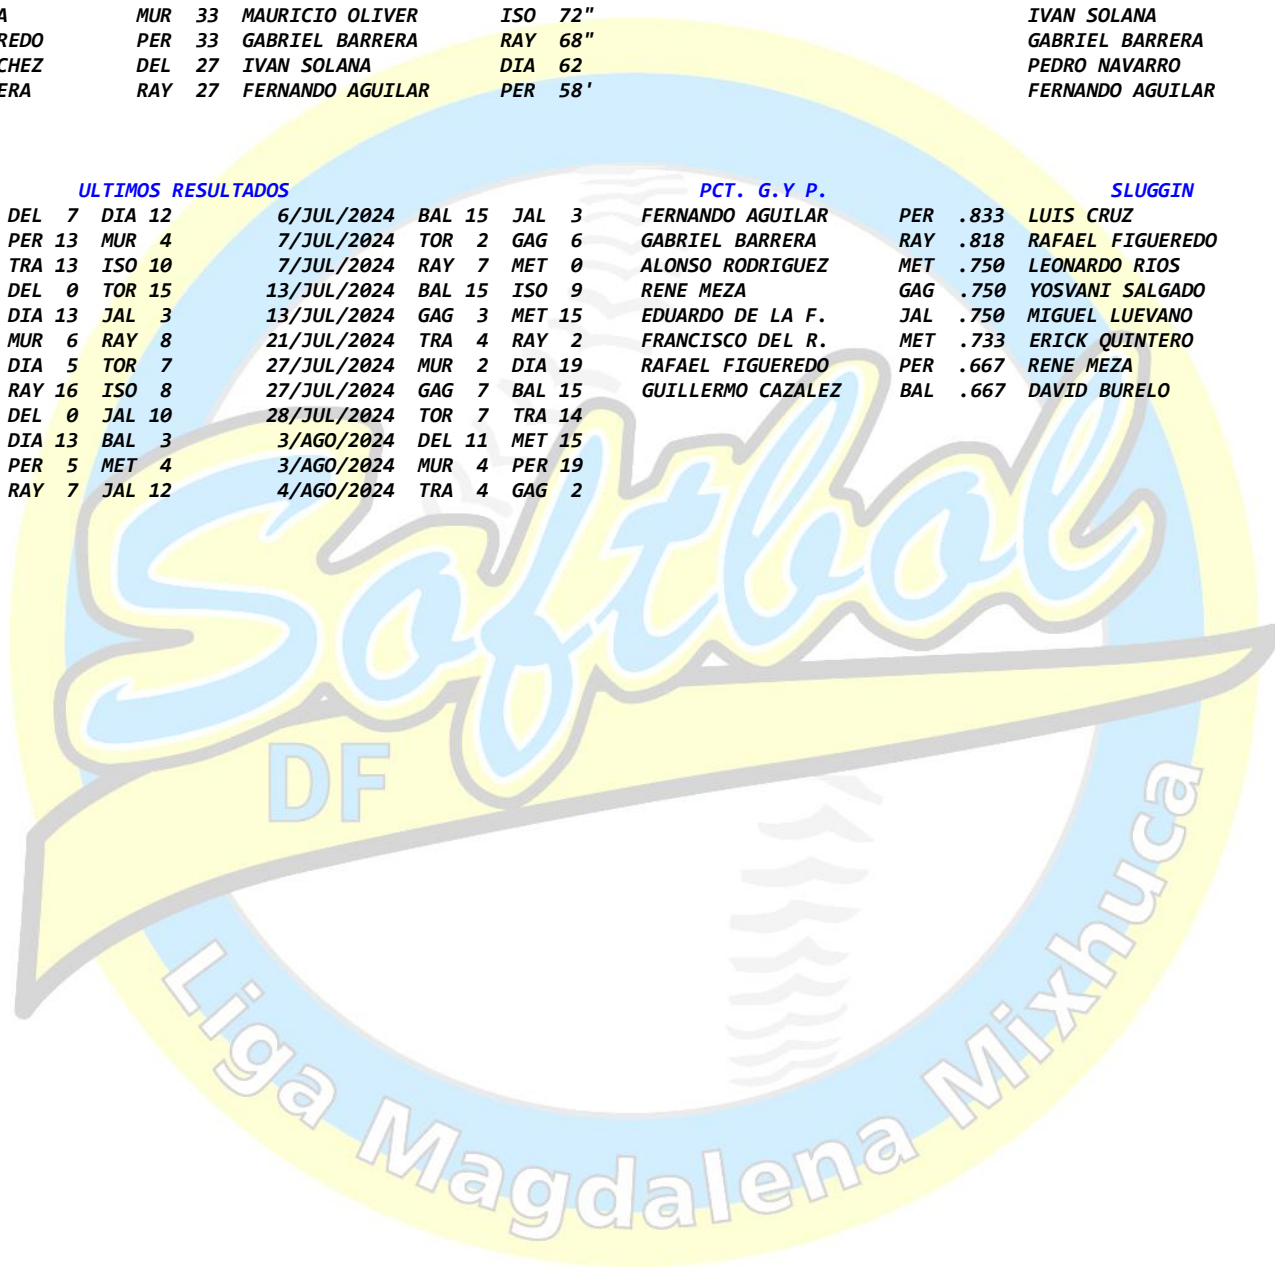 A MUR 33 MAURICIO OLIVER ISO 72" IVAN SOLANA
REDO PER 33 GABRIEL BARRERA RAY 68" GABRIEL BARRERA
CHEZ DEL 27 IVAN SOLANA DIA 62 PEDRO NAVARRO
ERA RAY 27 FERNANDO AGUILAR PER 58' FERNANDO AGUILAR
ULTIMOS RESULTADOS PCT. G.Y P. SLUGGIN
DEL 7 DIA 12 6/JUL/2024 BAL 15 JAL 3 FERNANDO AGUILAR PER .833 LUIS CRUZ
PER 13 MUR 4 7/JUL/2024 TOR 2 GAG 6 GABRIEL BARRERA RAY .818 RAFAEL FIGUEREDO
TRA 13 ISO 10 7/JUL/2024 RAY 7 MET 0 ALONSO RODRIGUEZ MET .750 LEONARDO RIOS
DEL 0 TOR 15 13/JUL/2024 BAL 15 ISO 9 RENE MEZA GAG .750 YOSVANI SALGADO
DIA 13 JAL 3 13/JUL/2024 GAG 3 MET 15 EDUARDO DE LA F. JAL .750 MIGUEL LUEVANO
MUR 6 RAY 8 21/JUL/2024 TRA 4 RAY 2 FRANCISCO DEL R. MET .733 ERICK QUINTERO
DIA 5 TOR 7 27/JUL/2024 MUR 2 DIA 19 RAFAEL FIGUEREDO PER .667 RENE MEZA
RAY 16 ISO 8 27/JUL/2024 GAG 7 BAL 15 GUILLERMO CAZALEZ BAL .667 DAVID BURELO
DEL 0 JAL 10 28/JUL/2024 TOR 7 TRA 14
DIA 13 BAL 3 3/AGO/2024 DEL 11 MET 15
PER 5 MET 4 3/AGO/2024 MUR 4 PER 19
RAY 7 JAL 12 4/AGO/2024 TRA 4 GAG 2
Softbol
DF
Liga Magdalena Mixhuca